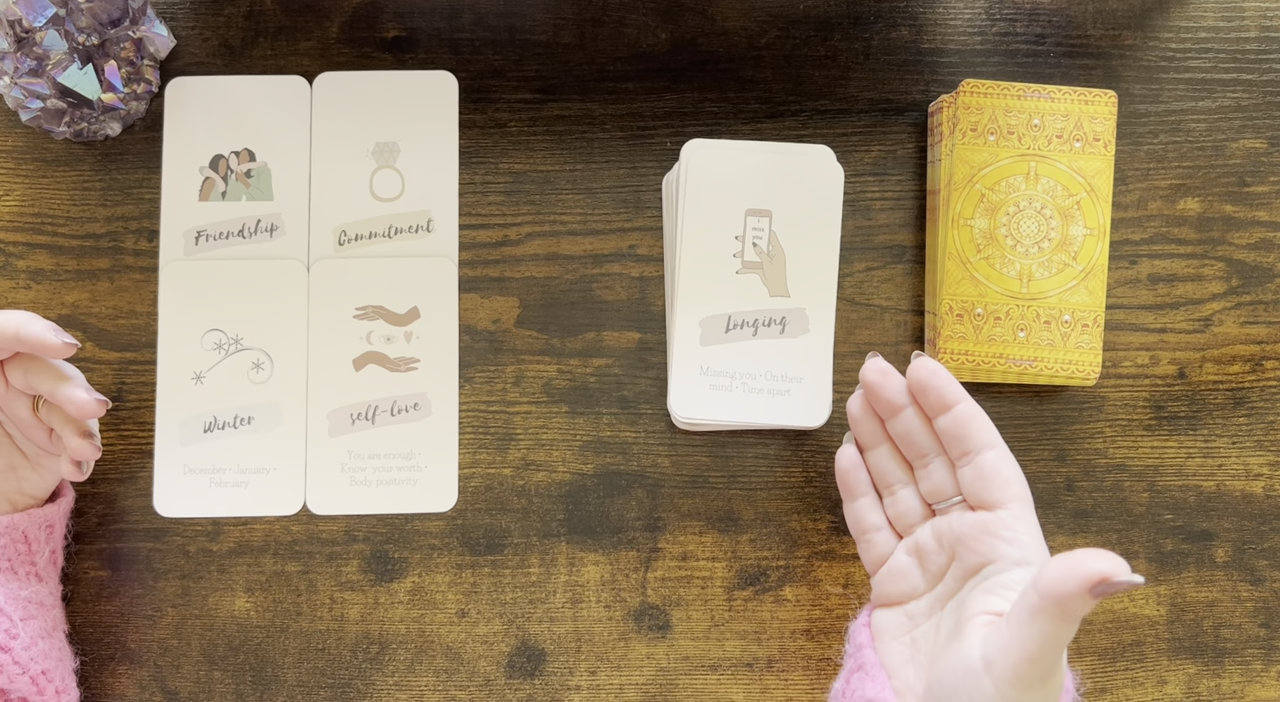 Friendship
Commitment
Winter
December • January •
February
self-love
You are enough •
Know your worth •
Body positivity
I
miss
you
Longing
Missing you • On their
mind • Time apart